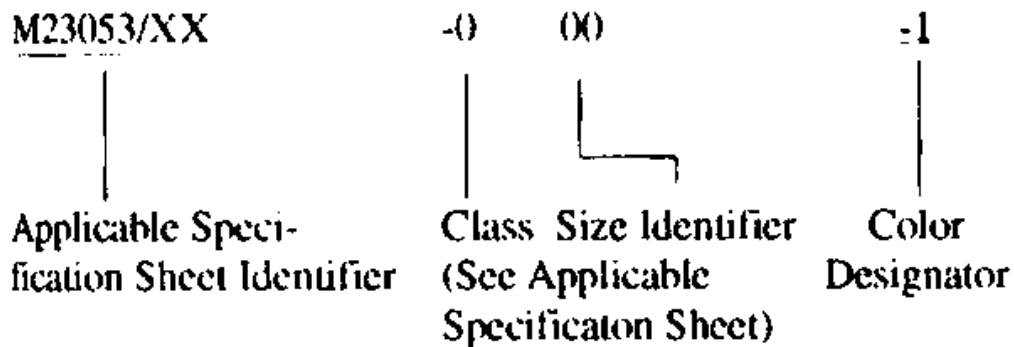 M23053/XX -0 00 -1
Applicable Speci- Class Size Identifier Color
fication Sheet Identifier (See Applicable Designator
Specificaton Sheet)